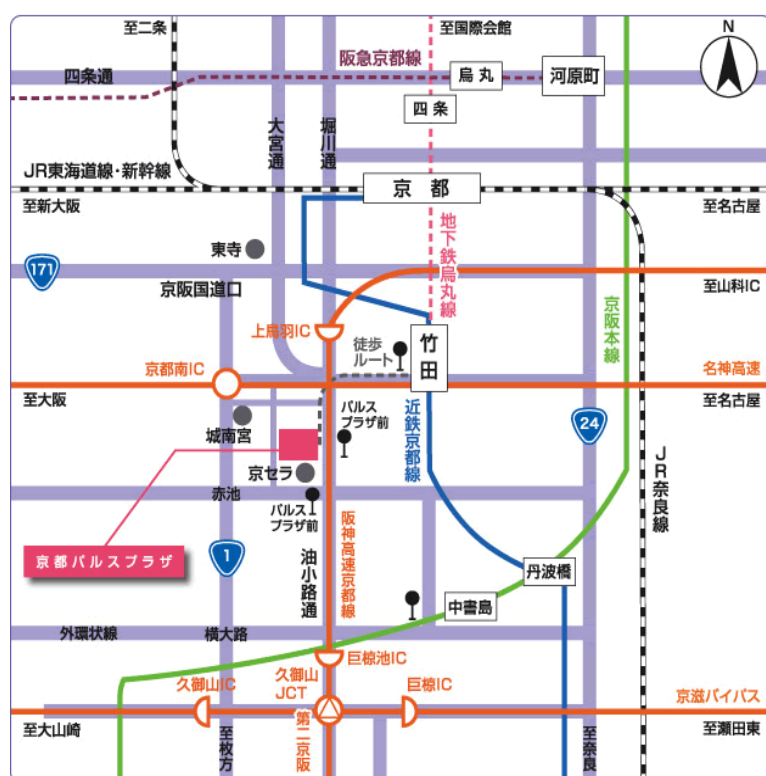 至二条
至国際会館
N
阪急京都線
四条通
烏丸
河原町
四条
大宮通
堀川通
JR東海道線・新幹線
京都
至新大阪
至名古屋
地下鉄烏丸線
東寺
171
京阪国道口
至山科IC
京阪本線
上鳥羽IC
徒歩
ルート
竹田
京都南IC
名神高速
至大阪
至名古屋
近鉄京都線
パルス
プラザ前
24
城南宮
JR奈良線
京セラ
赤池
パルス
プラザ前
阪神高速京都線
京都パルスプラザ
1
油小路通
丹波橋
中書島
外環状線
横大路
巨椋池IC
久御山IC
久御山
JCT
巨椋IC
京滋バイパス
至大山崎
至枚方
第二京阪
至奈良
至瀬田東